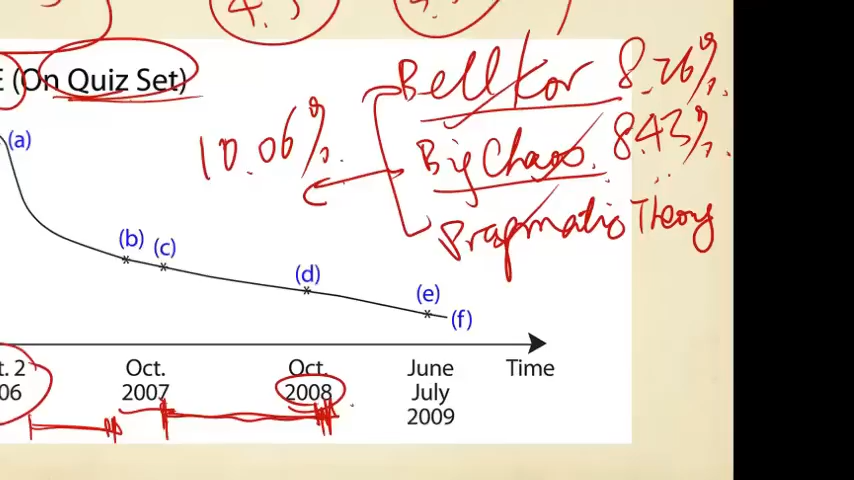 E (On Quiz Set)
BellKor 8.26%.
10.06%.
BigChaos. 8.43%.
Pragmatic Theory
(a)
(b) (c)
(d)
(e)
(f)
t. 2 Oct. Oct. June Time
06 2007 2008 July
2009